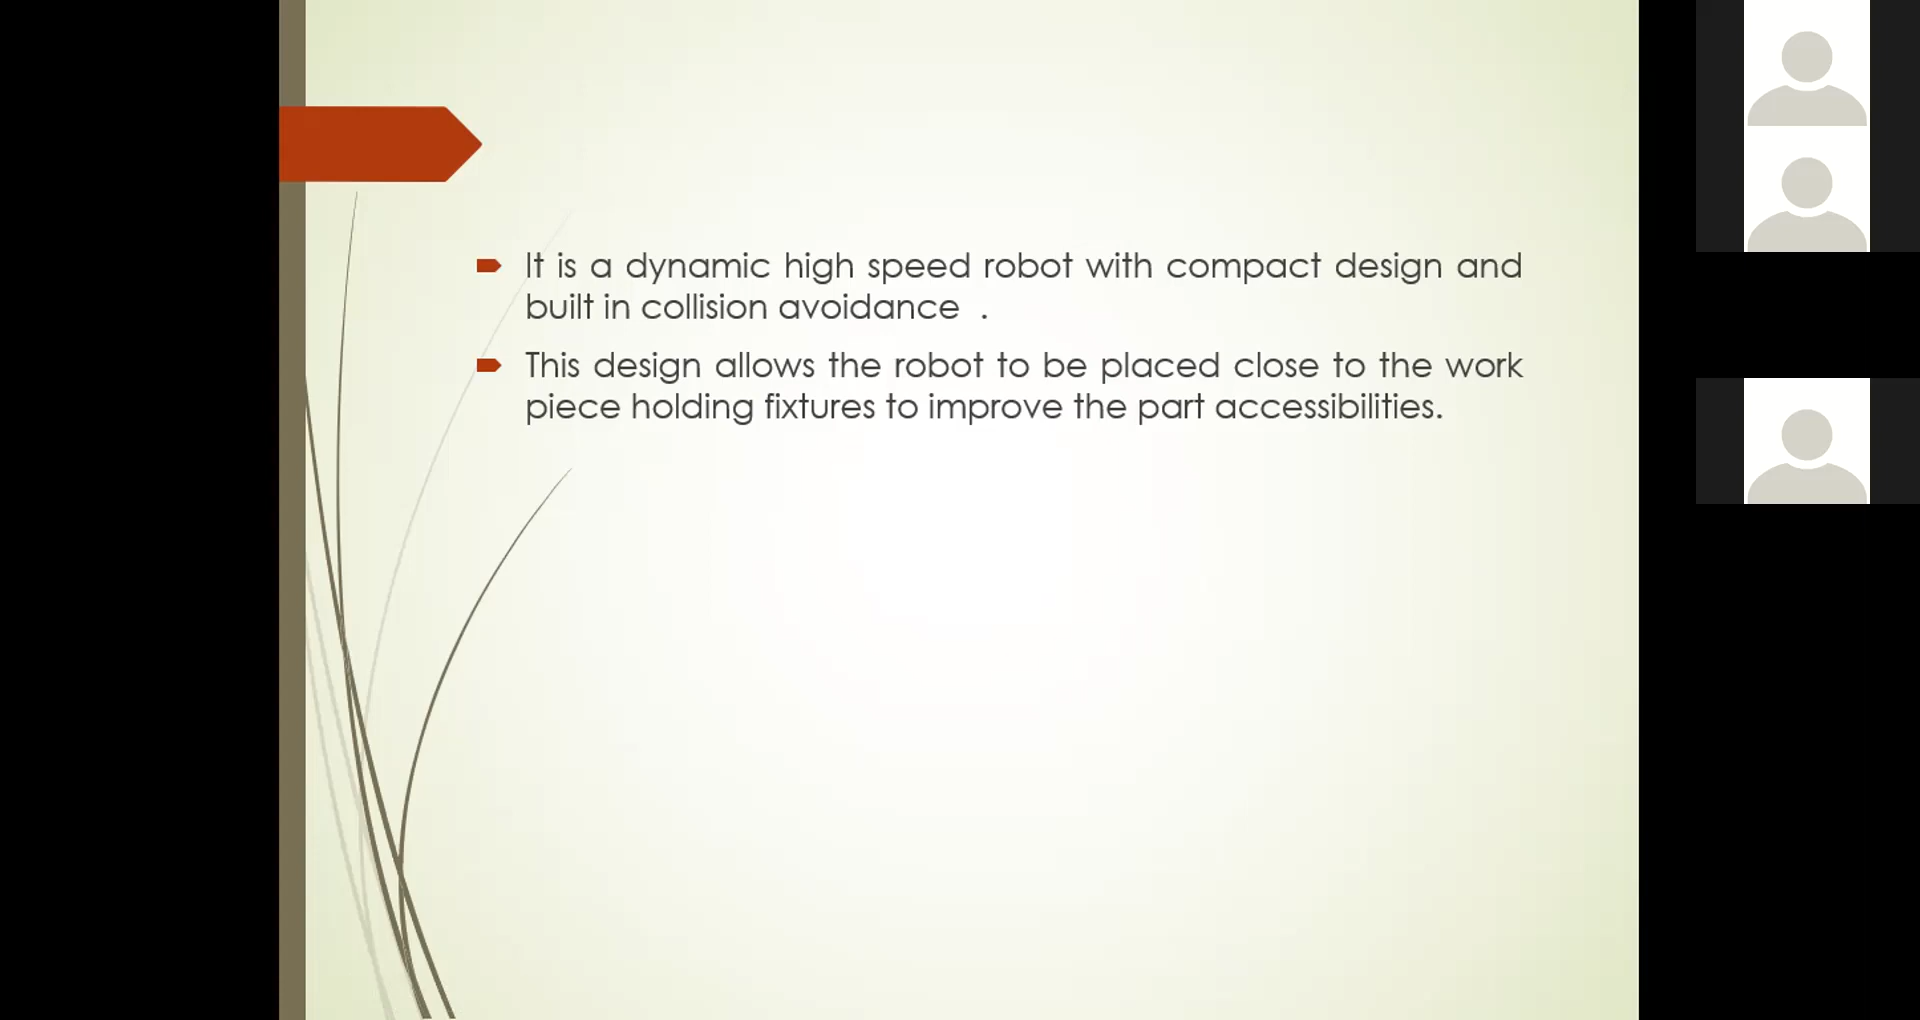 It is a dynamic high speed robot with compact design and
built in collision avoidance  .
This design allows the robot to be placed close to the work
piece holding fixtures to improve the part accessibilities.